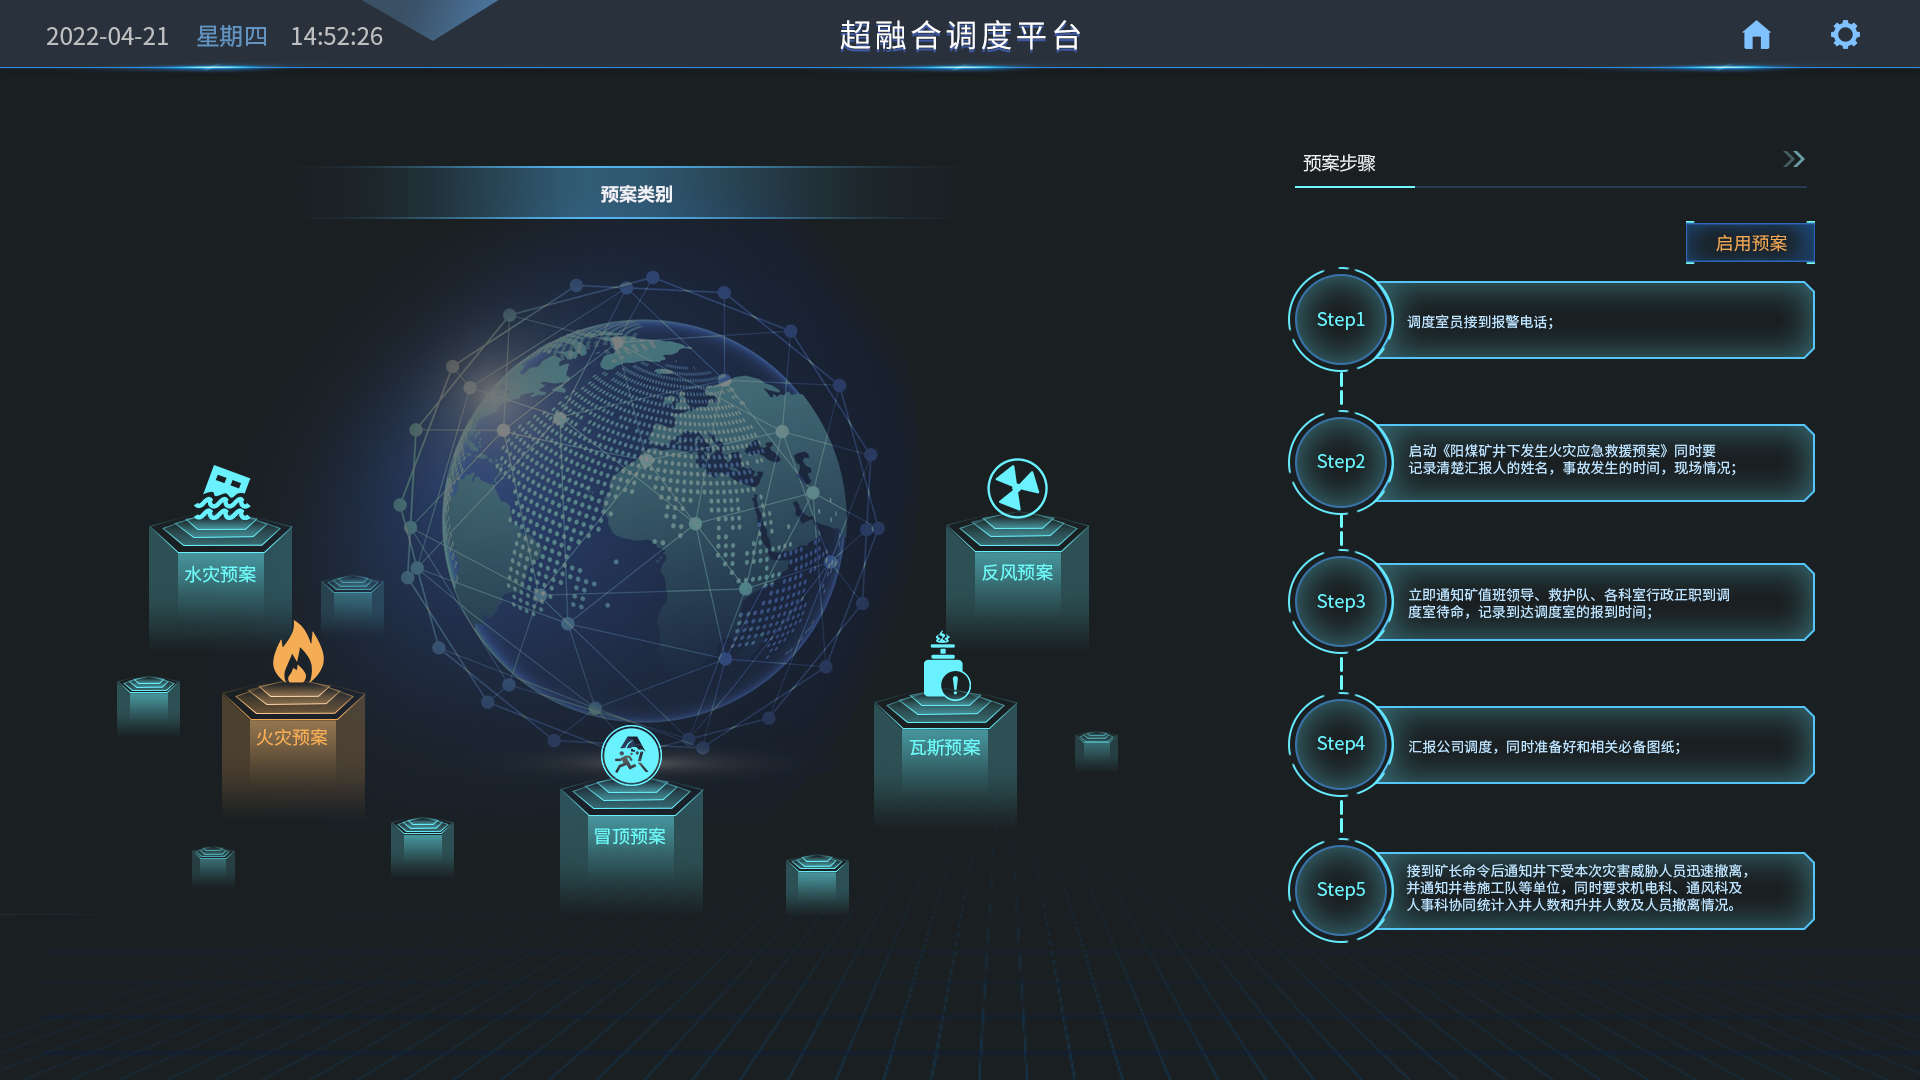 2022-04-21 星期四 14:52:26
超融合调度平台
预案类别
预案步骤
启用预案
Step1
调度室员接到报警电话；
Step2
启动《阳煤矿井下发生火灾应急救援预案》同时要
记录清楚汇报人的姓名，事故发生的时间，现场情况；
水灾预案
反风预案
Step3
立即通知矿值班领导、救护队、各科室行政正职到调
度室待命，记录到达调度室的报到时间；
火灾预案
瓦斯预案
Step4
汇报公司调度，同时准备好和相关必备图纸；
冒顶预案
Step5
接到矿长命令后通知井下受本次灾害威胁人员迅速撤离，
并通知井巷施工队等单位，同时要求机电科、通风科及
人事科协同统计入井人数和升井人数及人员撤离情况。